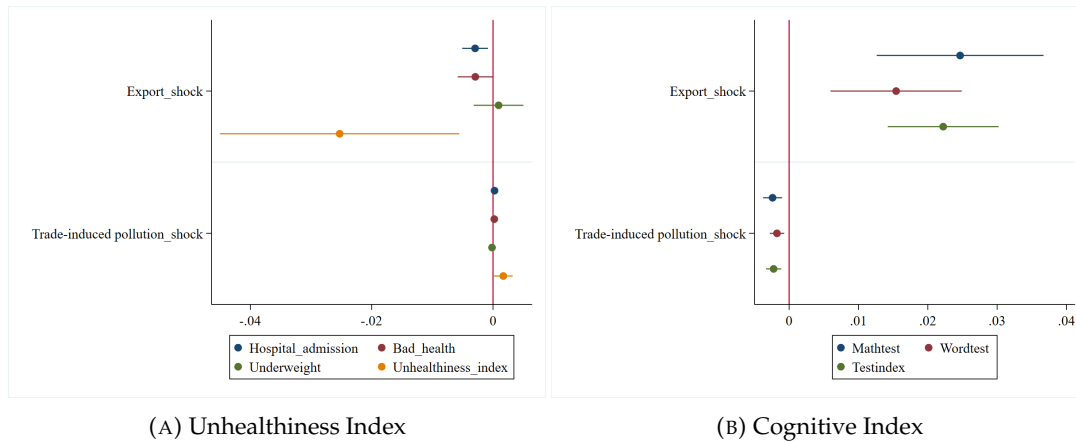 Export_shock
Trade-induced pollution_shock
-.04 -.02 0
Hospital_admission Bad_health
Underweight Unhealthiness_index
(A) Unhealthiness Index
Export_shock
Trade-induced pollution_shock
0 .01 .02 .03 .04
Mathtest Wordtest
Testindex
(B) Cognitive Index